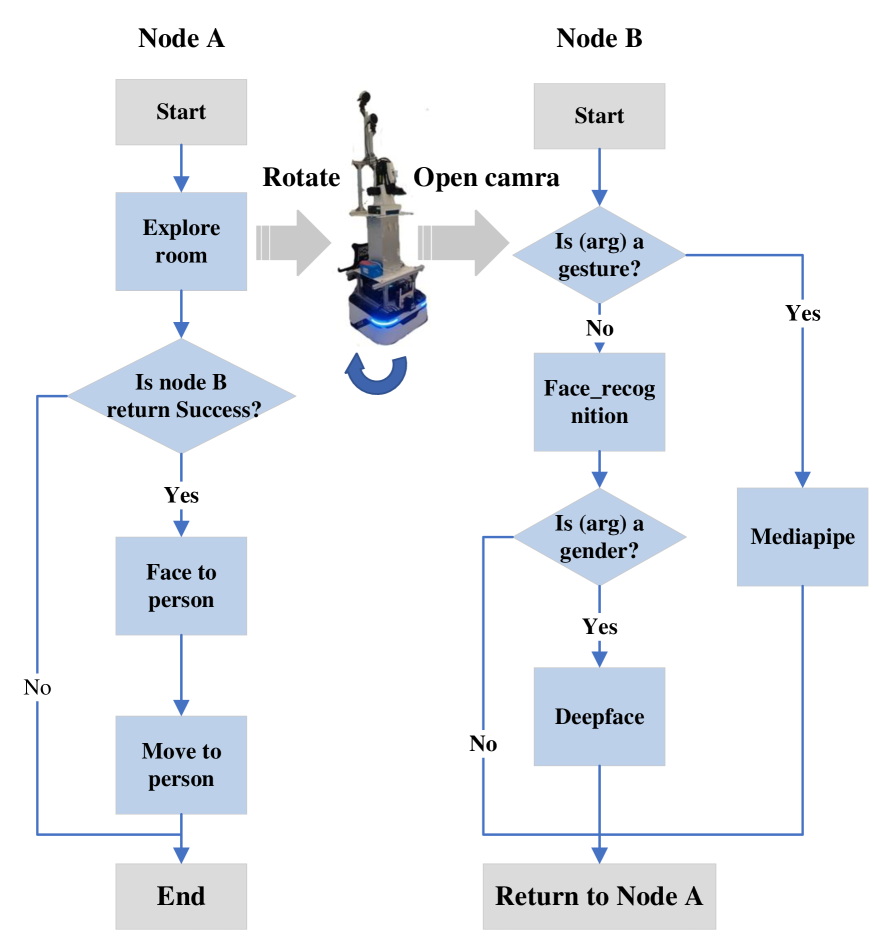 Node A
Start
Explore
room
Is node B
return Success?
Yes
Face to
person
No
Move to
person
End
Rotate
Open camra
Node B
Start
Is (arg) a
gesture?
Yes
No
Face_recog
nition
Is (arg) a
gender?
Mediapipe
Yes
Deepface
No
Return to Node A